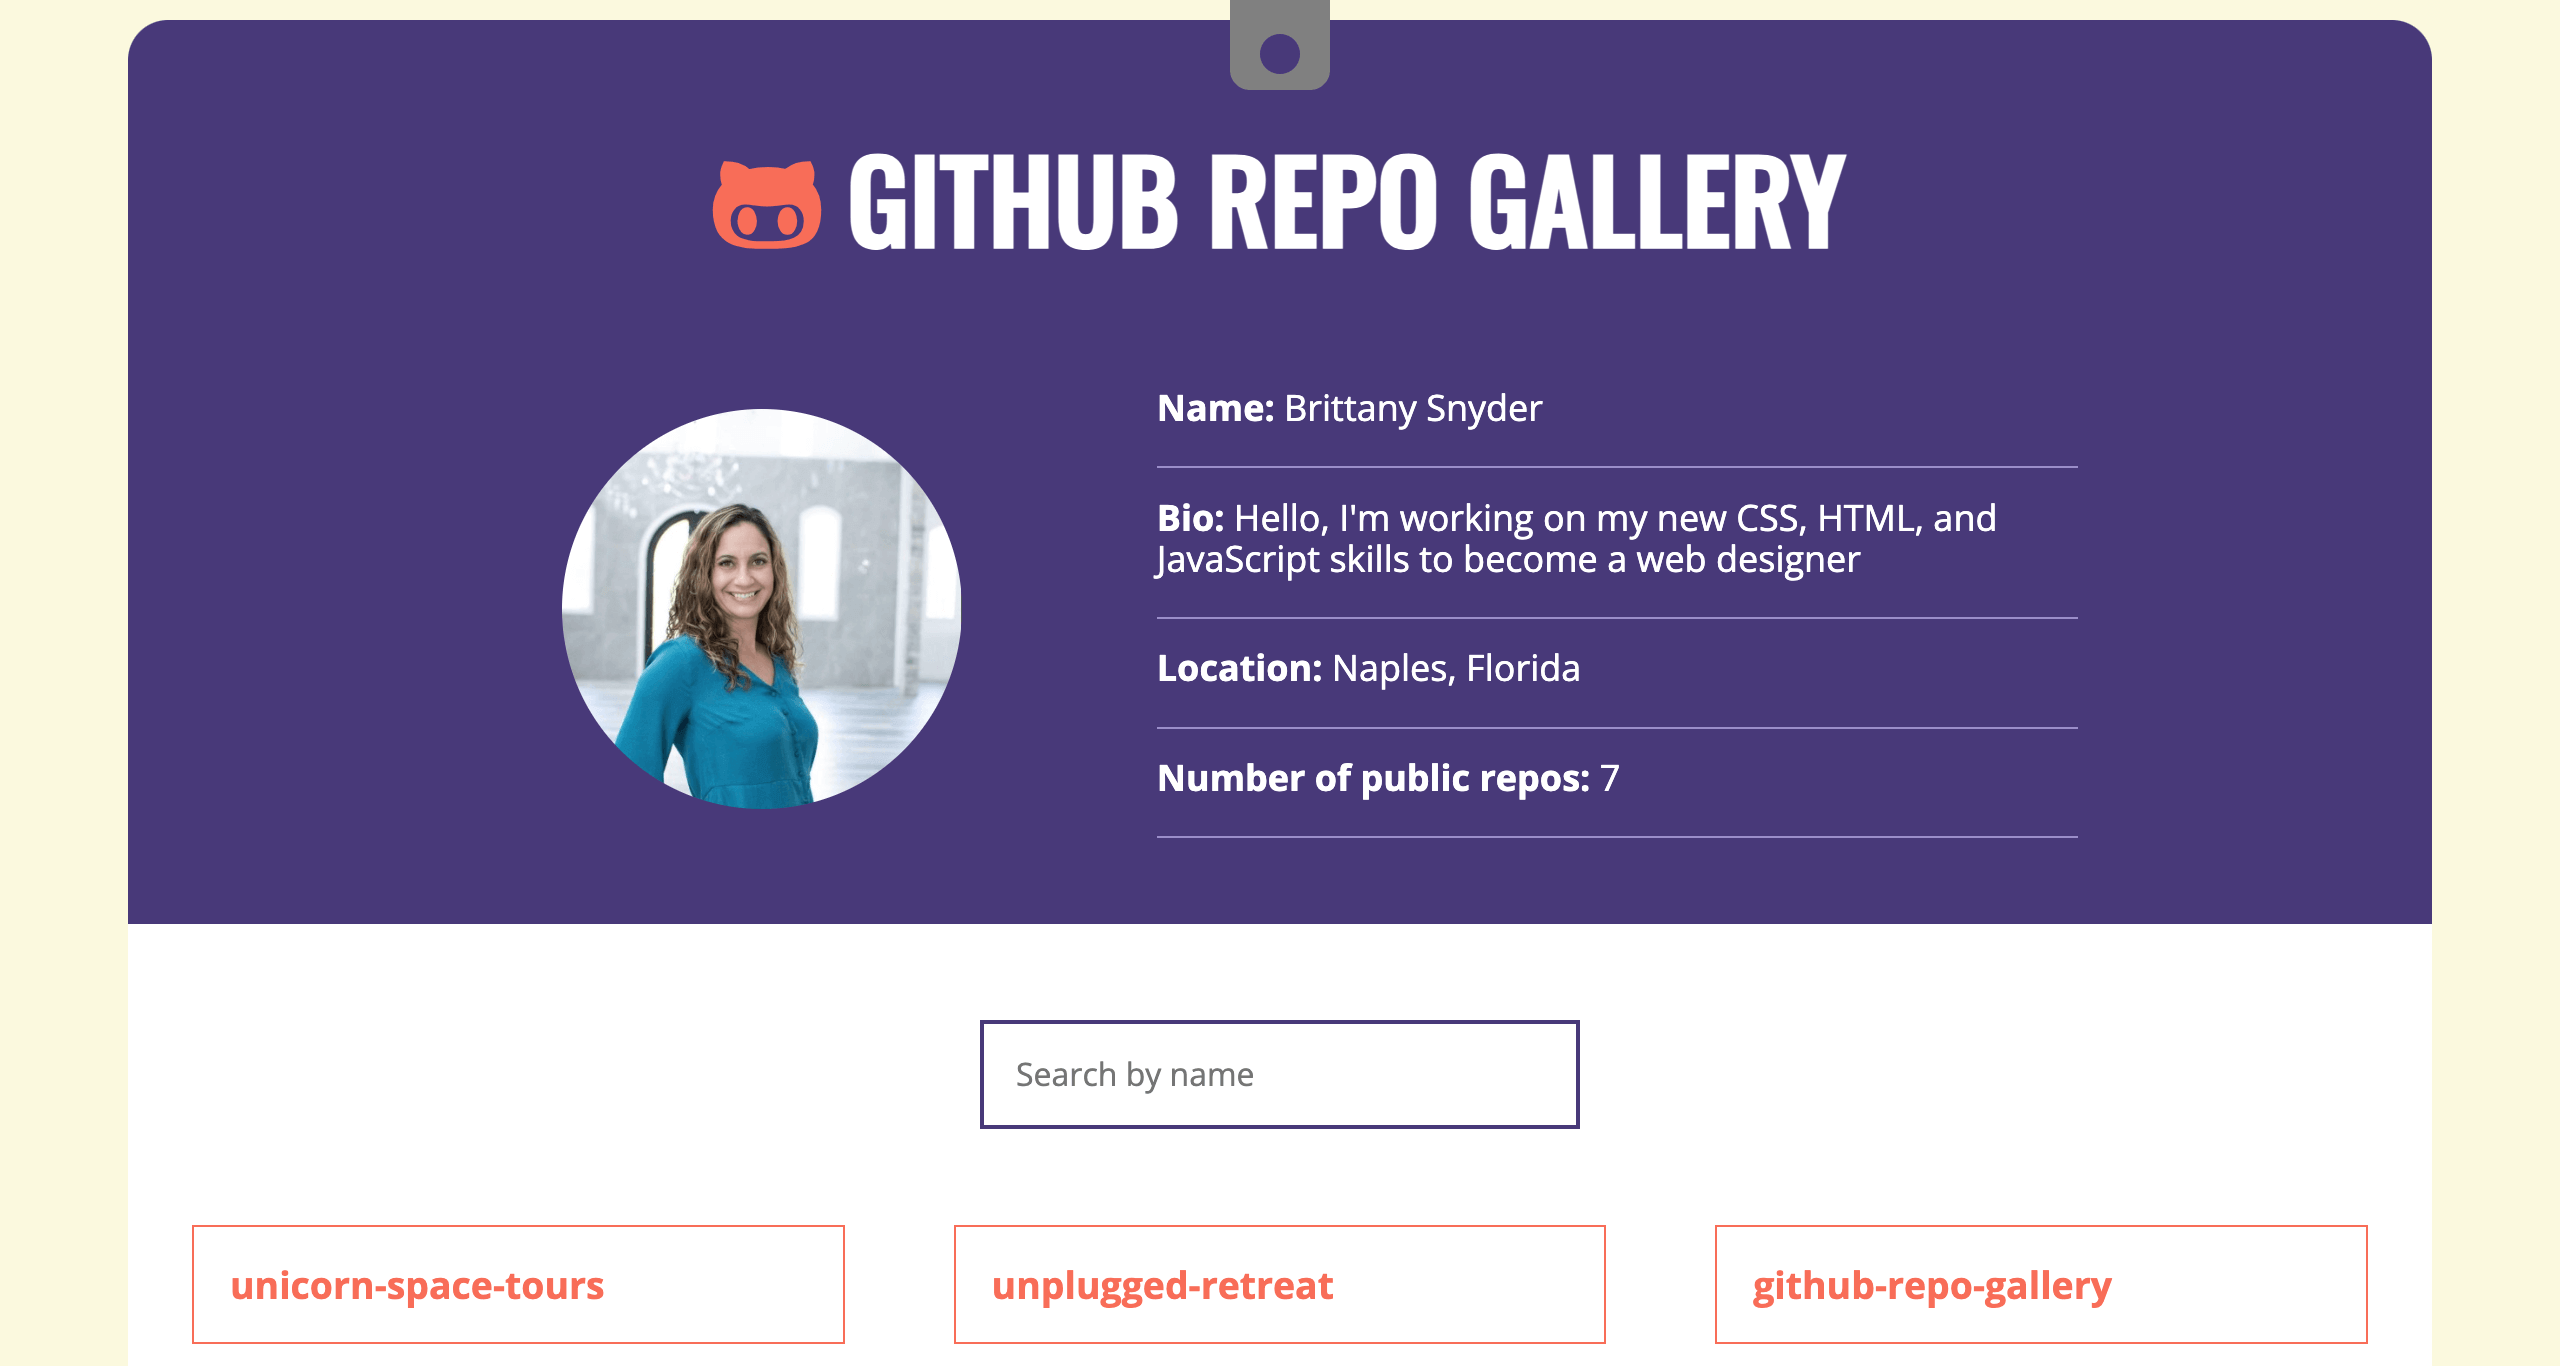 GITHUB REPO GALLERY
Name: Brittany Snyder
Bio: Hello, I'm working on my new CSS, HTML, and
JavaScript skills to become a web designer
Location: Naples, Florida
Number of public repos: 7
Search by name
unicorn-space-tours
unplugged-retreat
github-repo-gallery